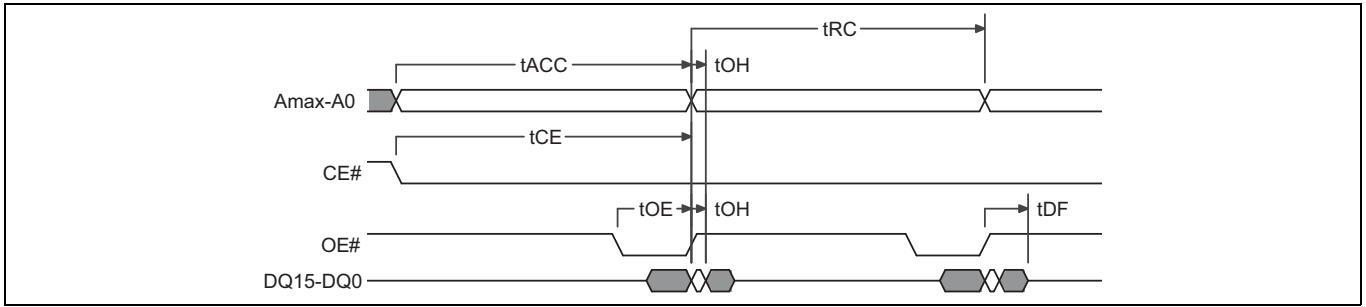 tRC
tACC tOH
Amax-A0
tCE
CE#
tOE tOH tDF
OE#
DQ15-DQ0